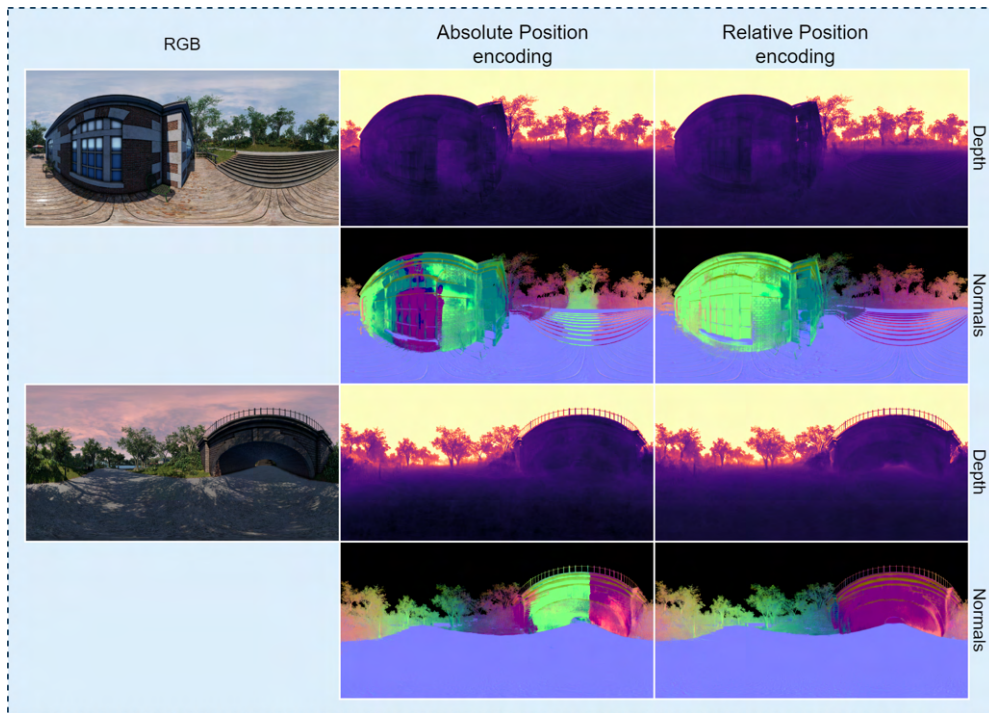 RGB
Absolute Position
encoding
Relative Position
encoding
Depth
Normals
Depth
Normals